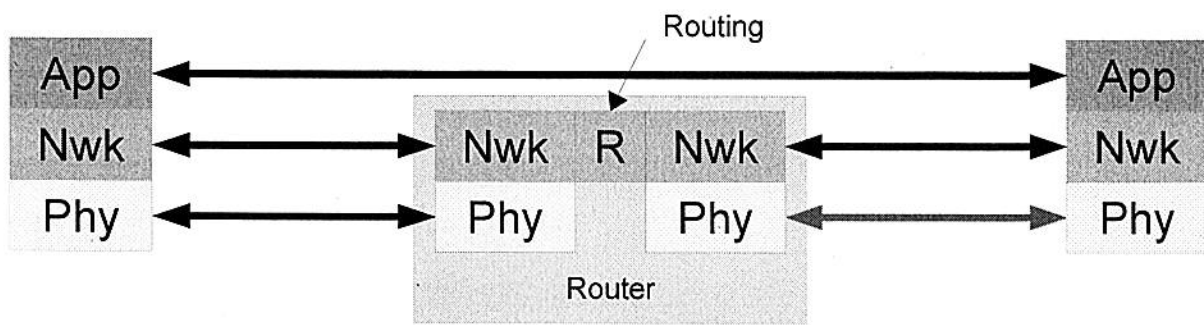 Routing
App
App
Nwk
Nwk R Nwk
Nwk
Phy
Phy Phy
Phy
Router